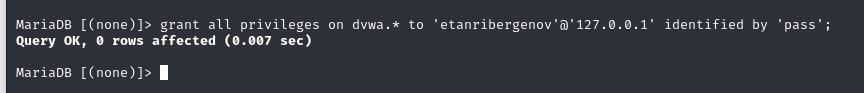 MariaDB [(none)]> grant all privileges on dvwa.* to 'etanribergenov'@'127.0.0.1' identified by 'pass';
Query OK, 0 rows affected (0.007 sec)
MariaDB [(none)]>